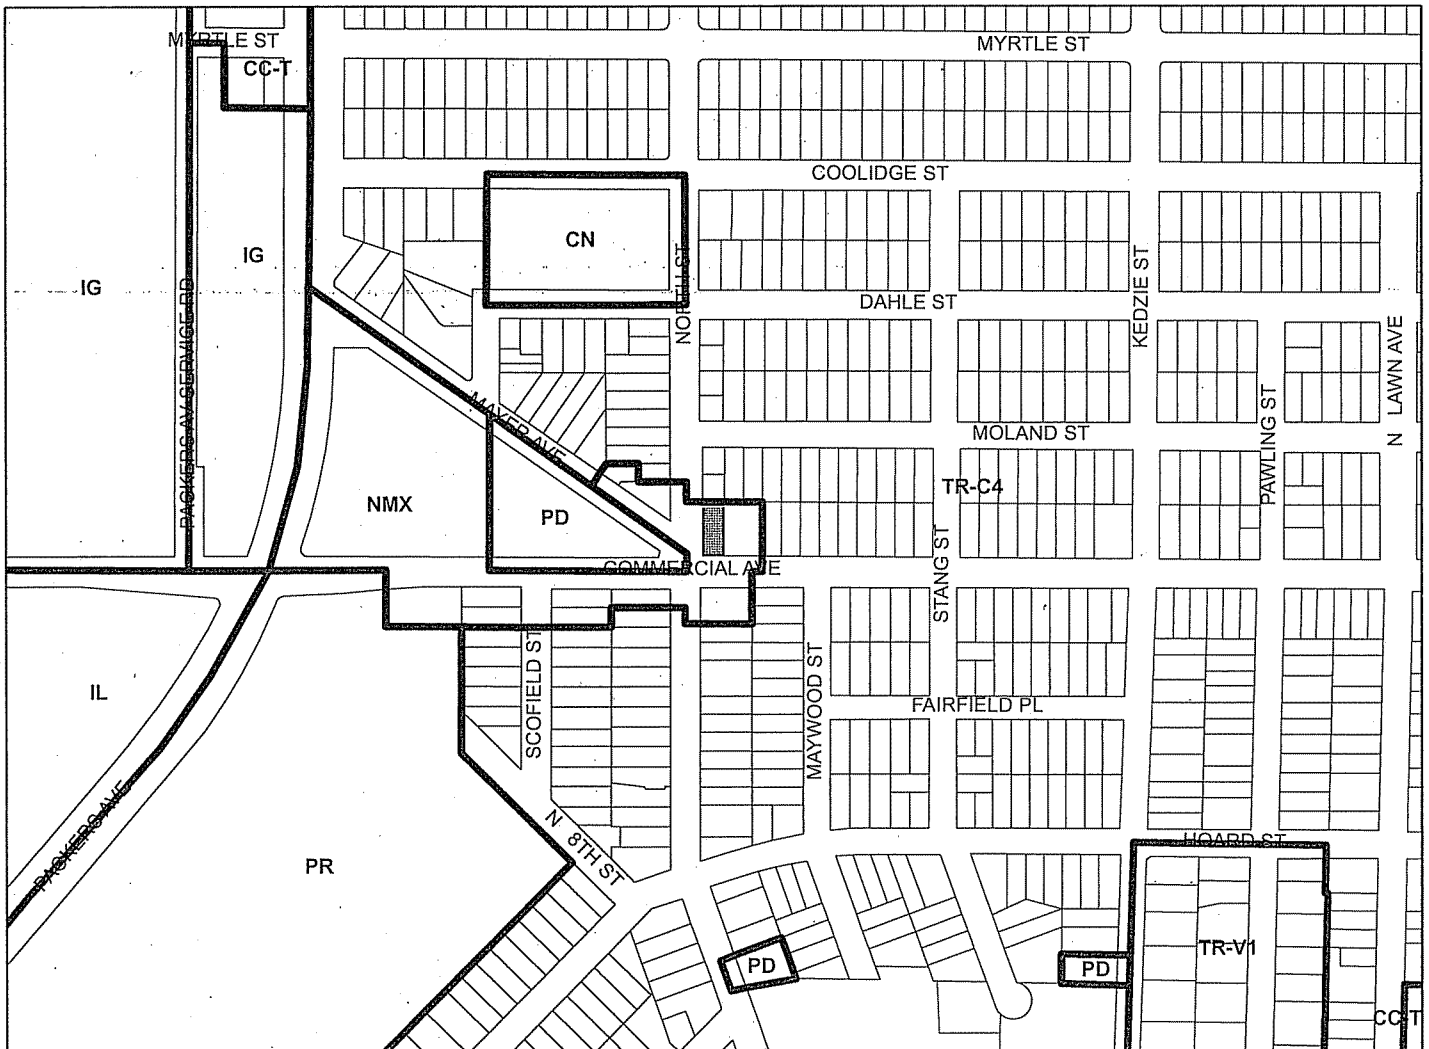 MYRTLE ST
MYRTLE ST
CC-T
COOLIDGE ST
CN
IG
IG
NORTH ST
KEDZIE ST
DAHLE ST
PACKERS AV SERVICE RD
N LAWN AVE
MAYER AVE
MOLAND ST
PAWLING ST
TR-C4
NMX
PD
STANG ST
COMMERCIAL AVE
SCOFIELD ST
MAYWOOD ST
IL
FAIRFIELD PL
PACKERS AVE
N 8TH ST
HOARD ST
PR
TR-V1
PD
PD
CC-T